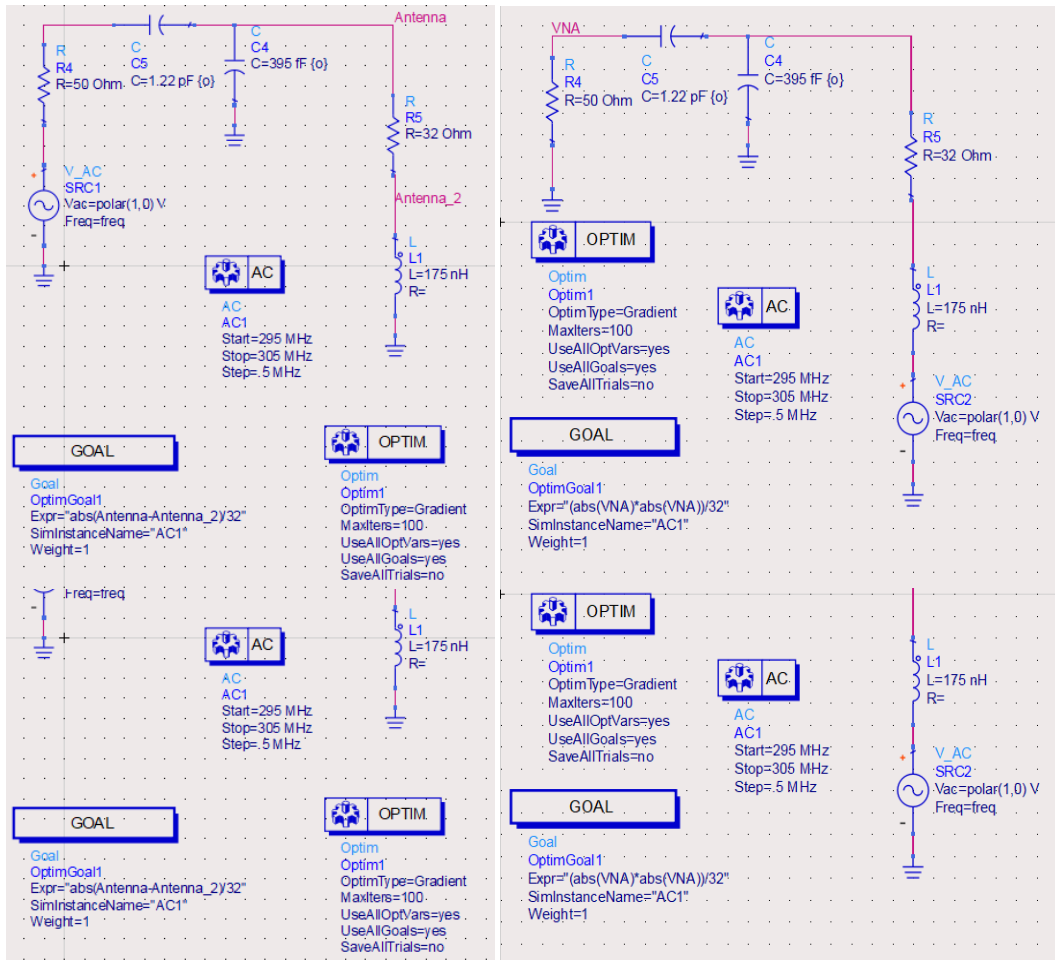 Antenna
R
R4
R=50 Ohm
C
C5
C=1.22 pF {o}
C
C4
C=395 fF {o}
R
R5
R=32 Ohm
V_AC
SRC1
Vac=polar(1,0) V
Freq=freq
+
-
Antenna_2
L
L1
L=175 nH
R=
AC
AC
AC1
Start=295 MHz
Stop=305 MHz
Step=.5 MHz
GOAL
Goal
OptimGoal1
Expr="abs(Antenna-Antenna_2)/32"
SimInstanceName="AC1"
Weight=1
OPTIM
Optim
Optim1
OptimType=Gradient
MaxIters=100
UseAllOptVars=yes
UseAllGoals=yes
SaveAllTrials=no
Freq=freq
-
L
L1
L=175 nH
R=
AC
AC
AC1
Start=295 MHz
Stop=305 MHz
Step=.5 MHz
GOAL
Goal
OptimGoal1
Expr="abs(Antenna-Antenna_2)/32"
SimInstanceName="AC1"
Weight=1
OPTIM
Optim
Optim1
OptimType=Gradient
MaxIters=100
UseAllOptVars=yes
UseAllGoals=yes
SaveAllTrials=no
VNA
R
R4
R=50 Ohm
C
C5
C=1.22 pF {o}
C
C4
C=395 fF {o}
R
R5
R=32 Ohm
OPTIM
Optim
Optim1
OptimType=Gradient
MaxIters=100
UseAllOptVars=yes
UseAllGoals=yes
SaveAllTrials=no
AC
AC
AC1
Start=295 MHz
Stop=305 MHz
Step=.5 MHz
L
L1
L=175 nH
R=
V_AC
SRC2
Vac=polar(1,0) V
Freq=freq
+
-
GOAL
Goal
OptimGoal1
Expr="(abs(VNA)*abs(VNA))/32"
SimInstanceName="AC1"
Weight=1
OPTIM
Optim
Optim1
OptimType=Gradient
MaxIters=100
UseAllOptVars=yes
UseAllGoals=yes
SaveAllTrials=no
AC
AC
AC1
Start=295 MHz
Stop=305 MHz
Step=.5 MHz
L
L1
L=175 nH
R=
V_AC
SRC2
Vac=polar(1,0) V
Freq=freq
+
-
GOAL
Goal
OptimGoal1
Expr="(abs(VNA)*abs(VNA))/32"
SimInstanceName="AC1"
Weight=1